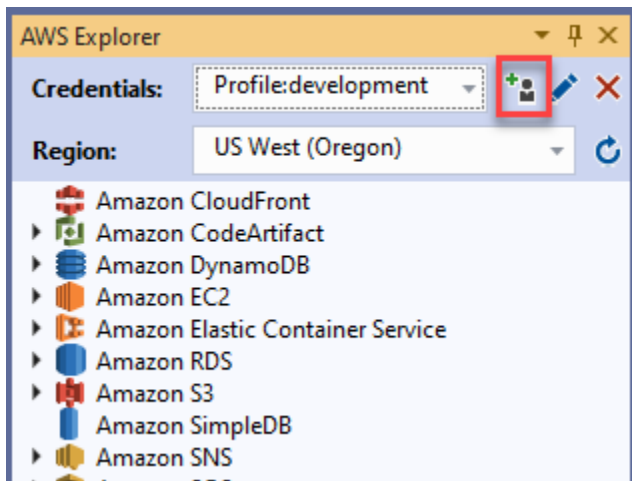 AWS Explorer
Credentials: Profile:development
Region: US West (Oregon)
Amazon CloudFront
Amazon CodeArtifact
Amazon DynamoDB
Amazon EC2
Amazon Elastic Container Service
Amazon RDS
Amazon S3
Amazon SimpleDB
Amazon SNS